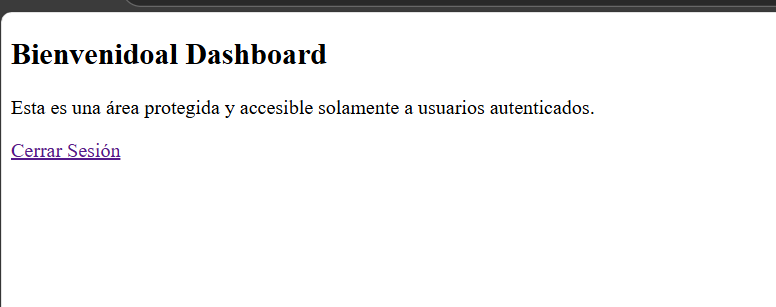 Bienvenidoal Dashboard
Esta es una área protegida y accesible solamente a usuarios autenticados.
Cerrar Sesión